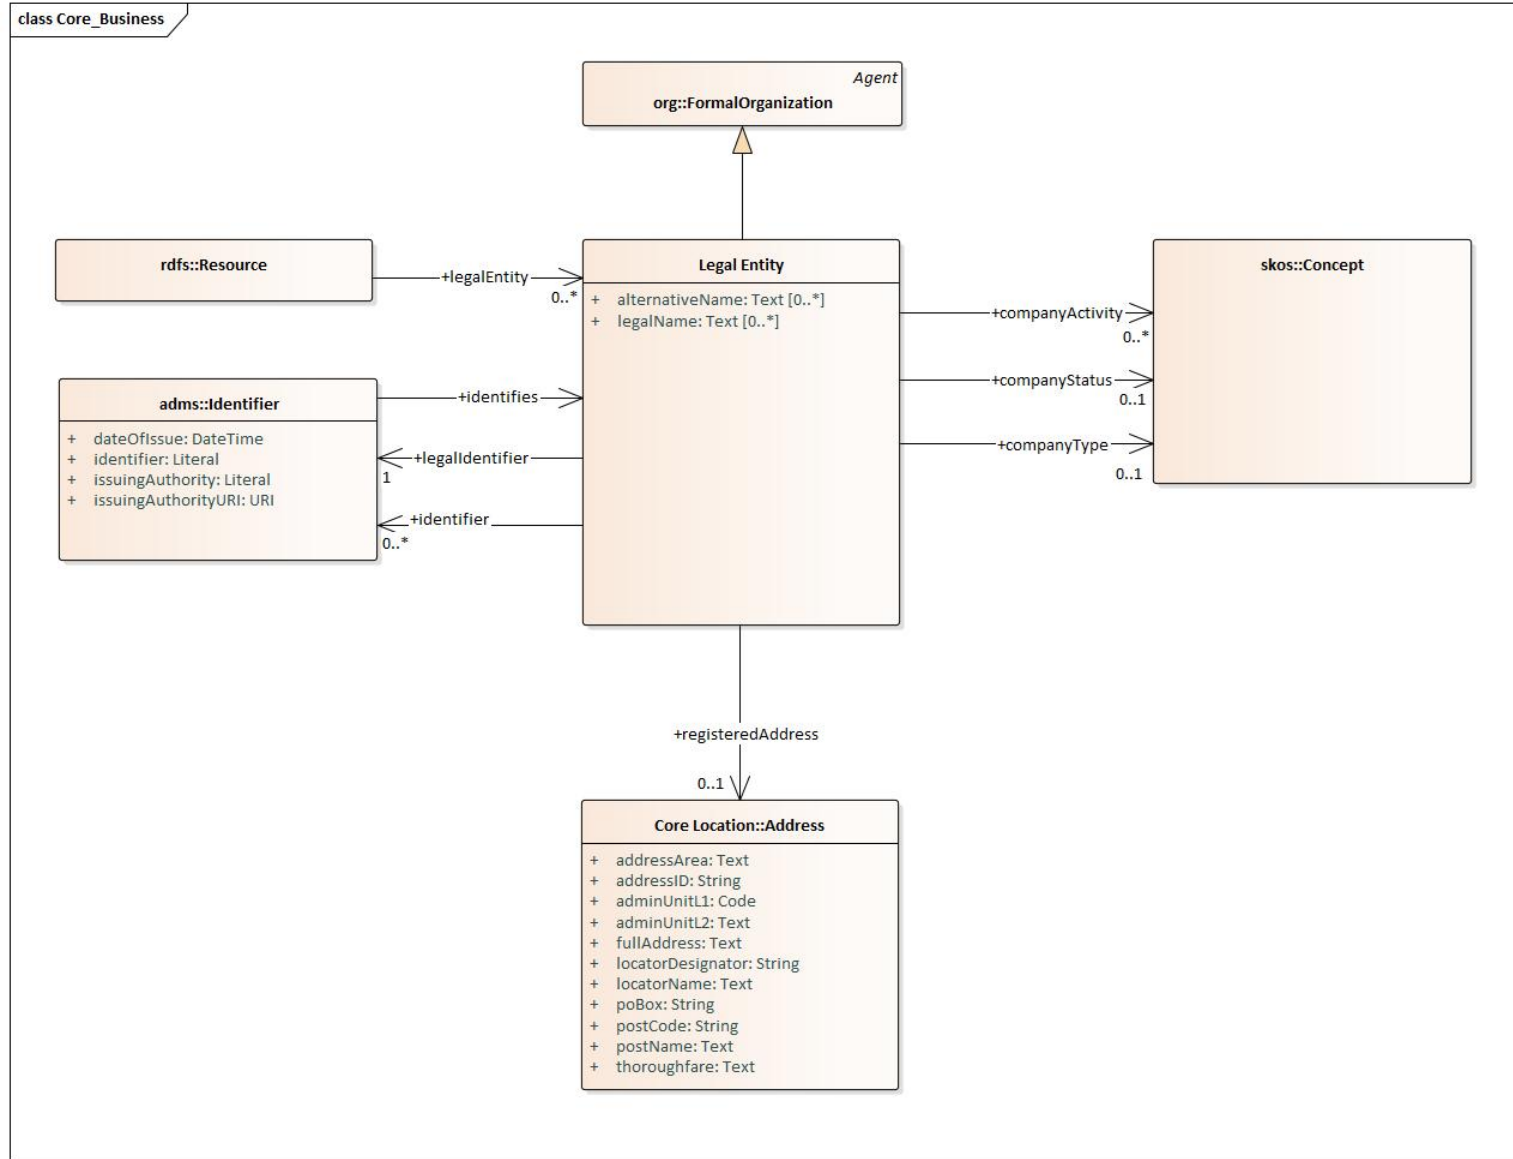 class Core_Business
Agent
org::FormalOrganization
rdfs::Resource
+legalEntity
0..*
Legal Entity
+ alternativeName: Text [0..*]
+ legalName: Text [0..*]
skos::Concept
+companyActivity
0..*
+companyStatus
0..1
+companyType
0..1
adms::Identifier
+ dateOfIssue: DateTime
+ identifier: Literal
+ issuingAuthority: Literal
+ issuingAuthorityURI: URI
+identifies
+legalIdentifier
1
+identifier
0..*
+registeredAddress
0..1
Core Location::Address
+ addressArea: Text
+ addressID: String
+ adminUnitL1: Code
+ adminUnitL2: Text
+ fullAddress: Text
+ locatorDesignator: String
+ locatorName: Text
+ poBox: String
+ postCode: String
+ postName: Text
+ thoroughfare: Text